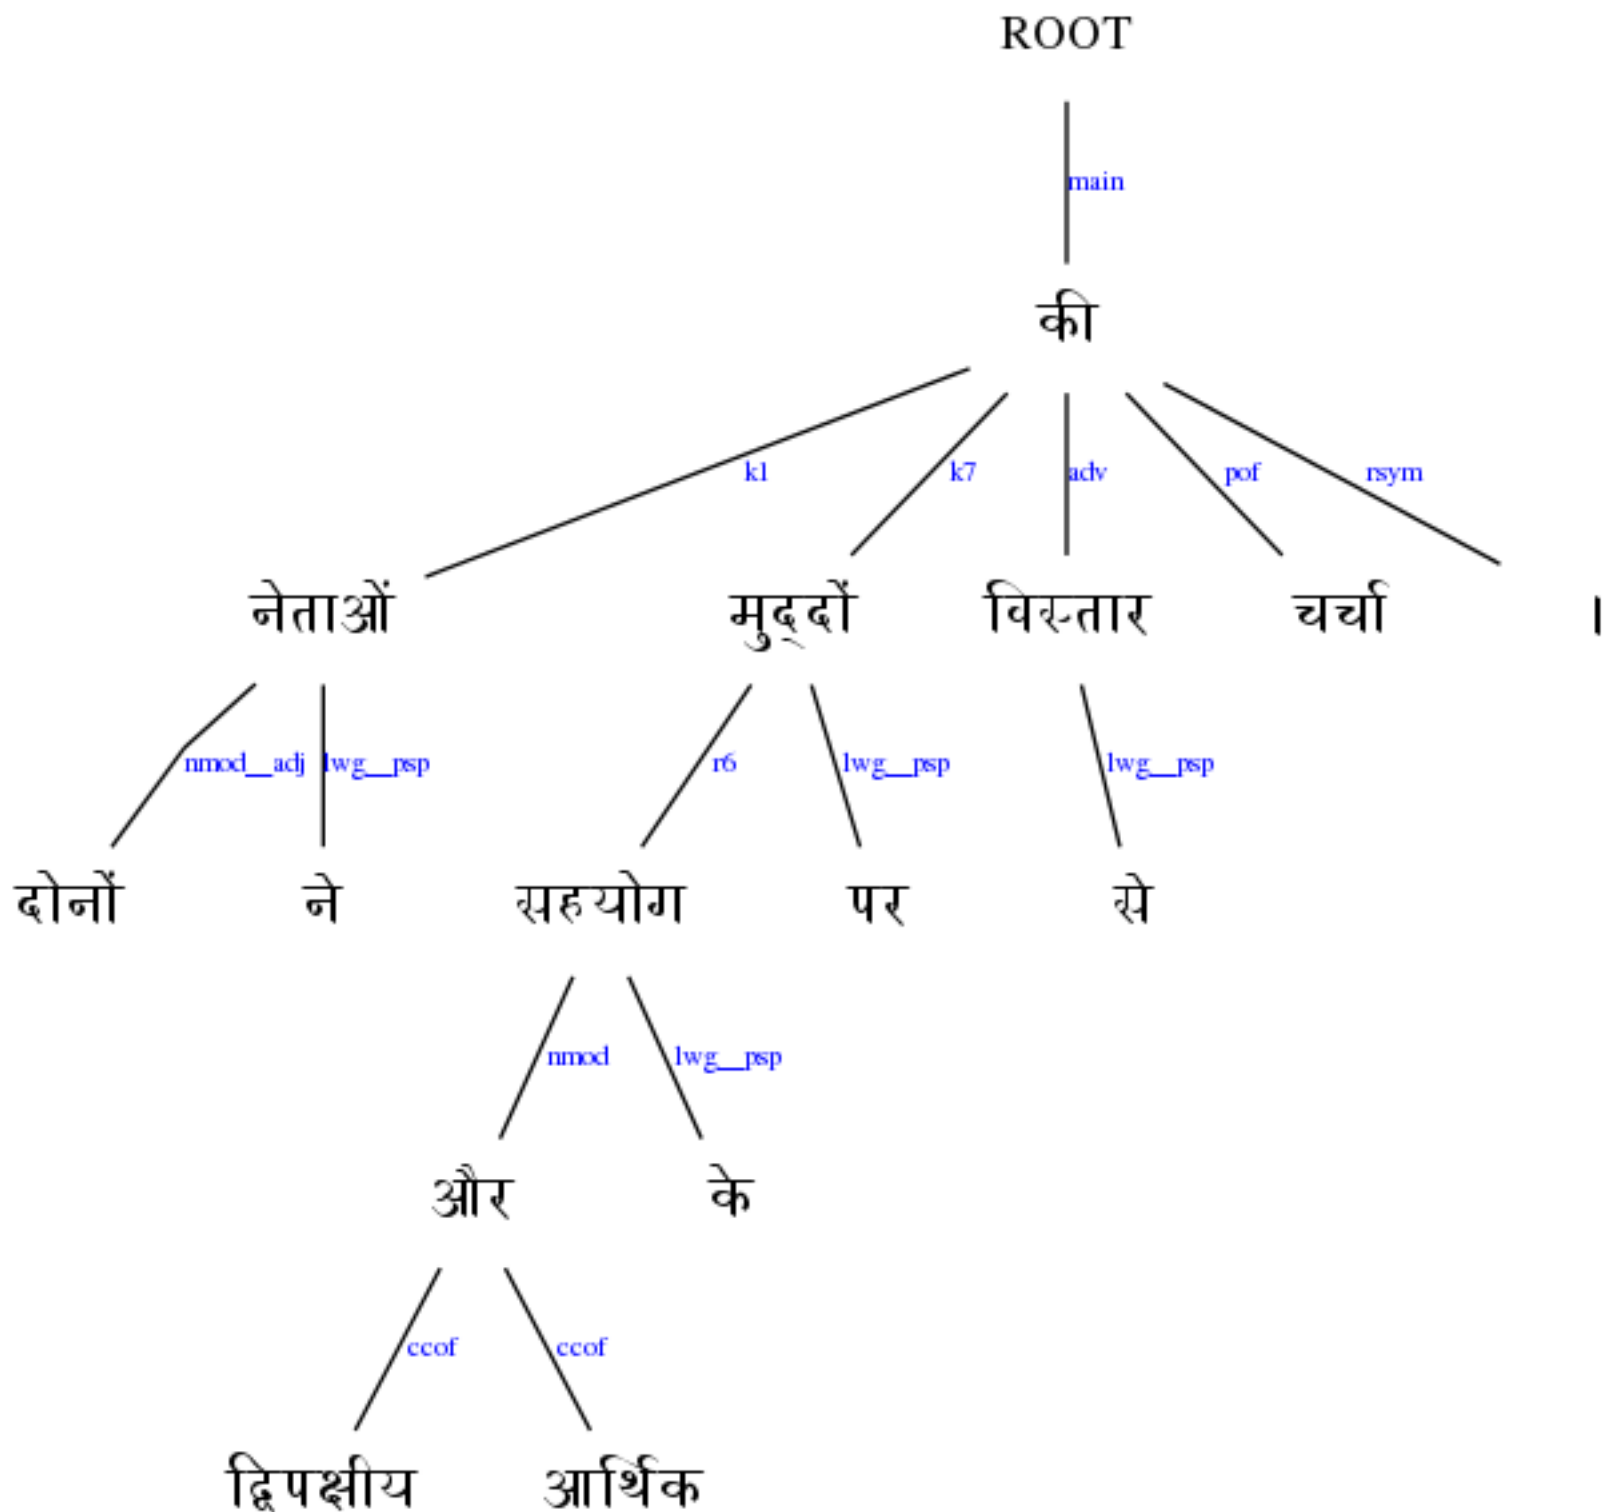 ROOT
main
की
k1 k7 adv pof rsym
नेताओं मुद्दों विस्तार चर्चा ।
nmod__adj lwg__psp r6 lwg__psp lwg__psp
दोनों ने सहयोग पर से
nmod lwg__psp
और के
ccof ccof
द्विपक्षीय आर्थिक